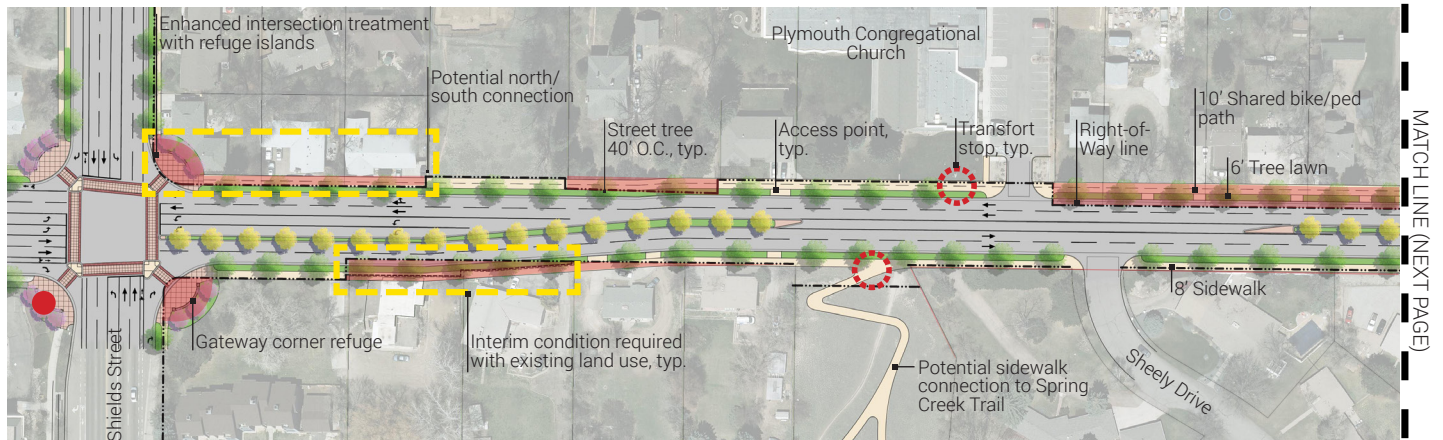 Enhanced intersection treatment
with refuge islands
Potential north/
south connection
Plymouth Congregational
Church
Street tree
40' O.C., typ.
Access point,
typ.
Transfort
stop, typ.
Right-of-
Way line
10' Shared bike/ped
path
6' Tree lawn
MATCH LINE (NEXT PAGE)
8' Sidewalk
Gateway corner refuge
Interim condition required
with existing land use, typ.
Potential sidewalk
connection to Spring
Creek Trail
Sheely Drive
Shields Street